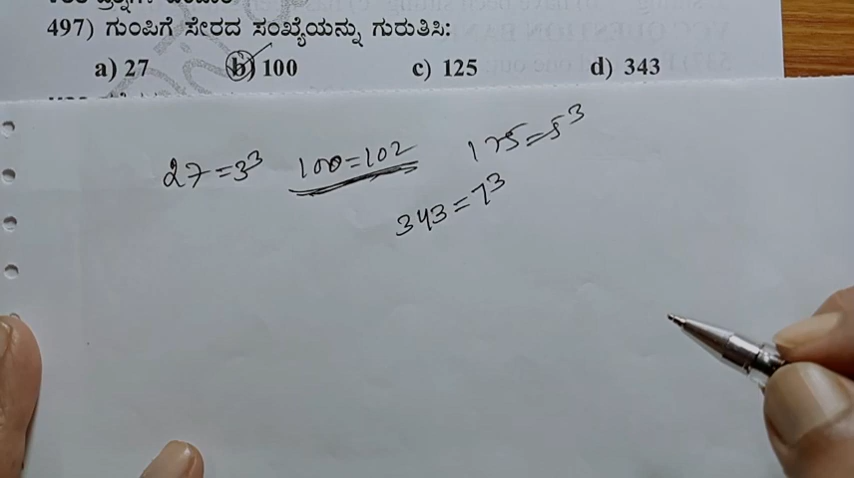 497) ಗುಂಪಿಗೆ ಸೇರದ ಸಂಖ್ಯೆಯನ್ನು ಗುರುತಿಸಿ:
a) 27 b) 100 c) 125 d) 343
27=3³ 100=102 125=5³
343=7³